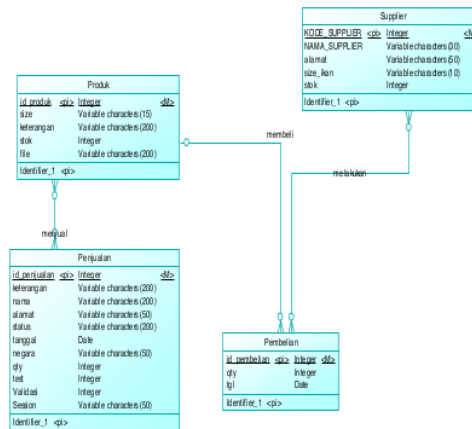 Supplier
KODE_SUPPLIER <pi> Integer <M>
NAMA_SUPPLIER Variable characters (30)
alamat Variable characters (50)
size_ikan Variable characters (10)
stok Integer
Identifier_1 <pi>
Produk
id_produk <pi> Integer <M>
size Variable characters (15)
keterangan Variable characters (200)
stok Integer
file Variable characters (200)
Identifier_1 <pi>
membeli
melakukan
menjual
Penjualan
id_penjualan <pi> Integer <M>
keterangan Variable characters (200)
nama Variable characters (200)
alamat Variable characters (50)
status Variable characters (200)
tanggal Date
negara Variable characters (50)
qty Integer
test Integer
Validasi Integer
Session Variable characters (50)
Identifier_1 <pi>
Pembelian
id_pembelian <pi> Integer <M>
qty Integer
tgl Date
Identifier_1 <pi>